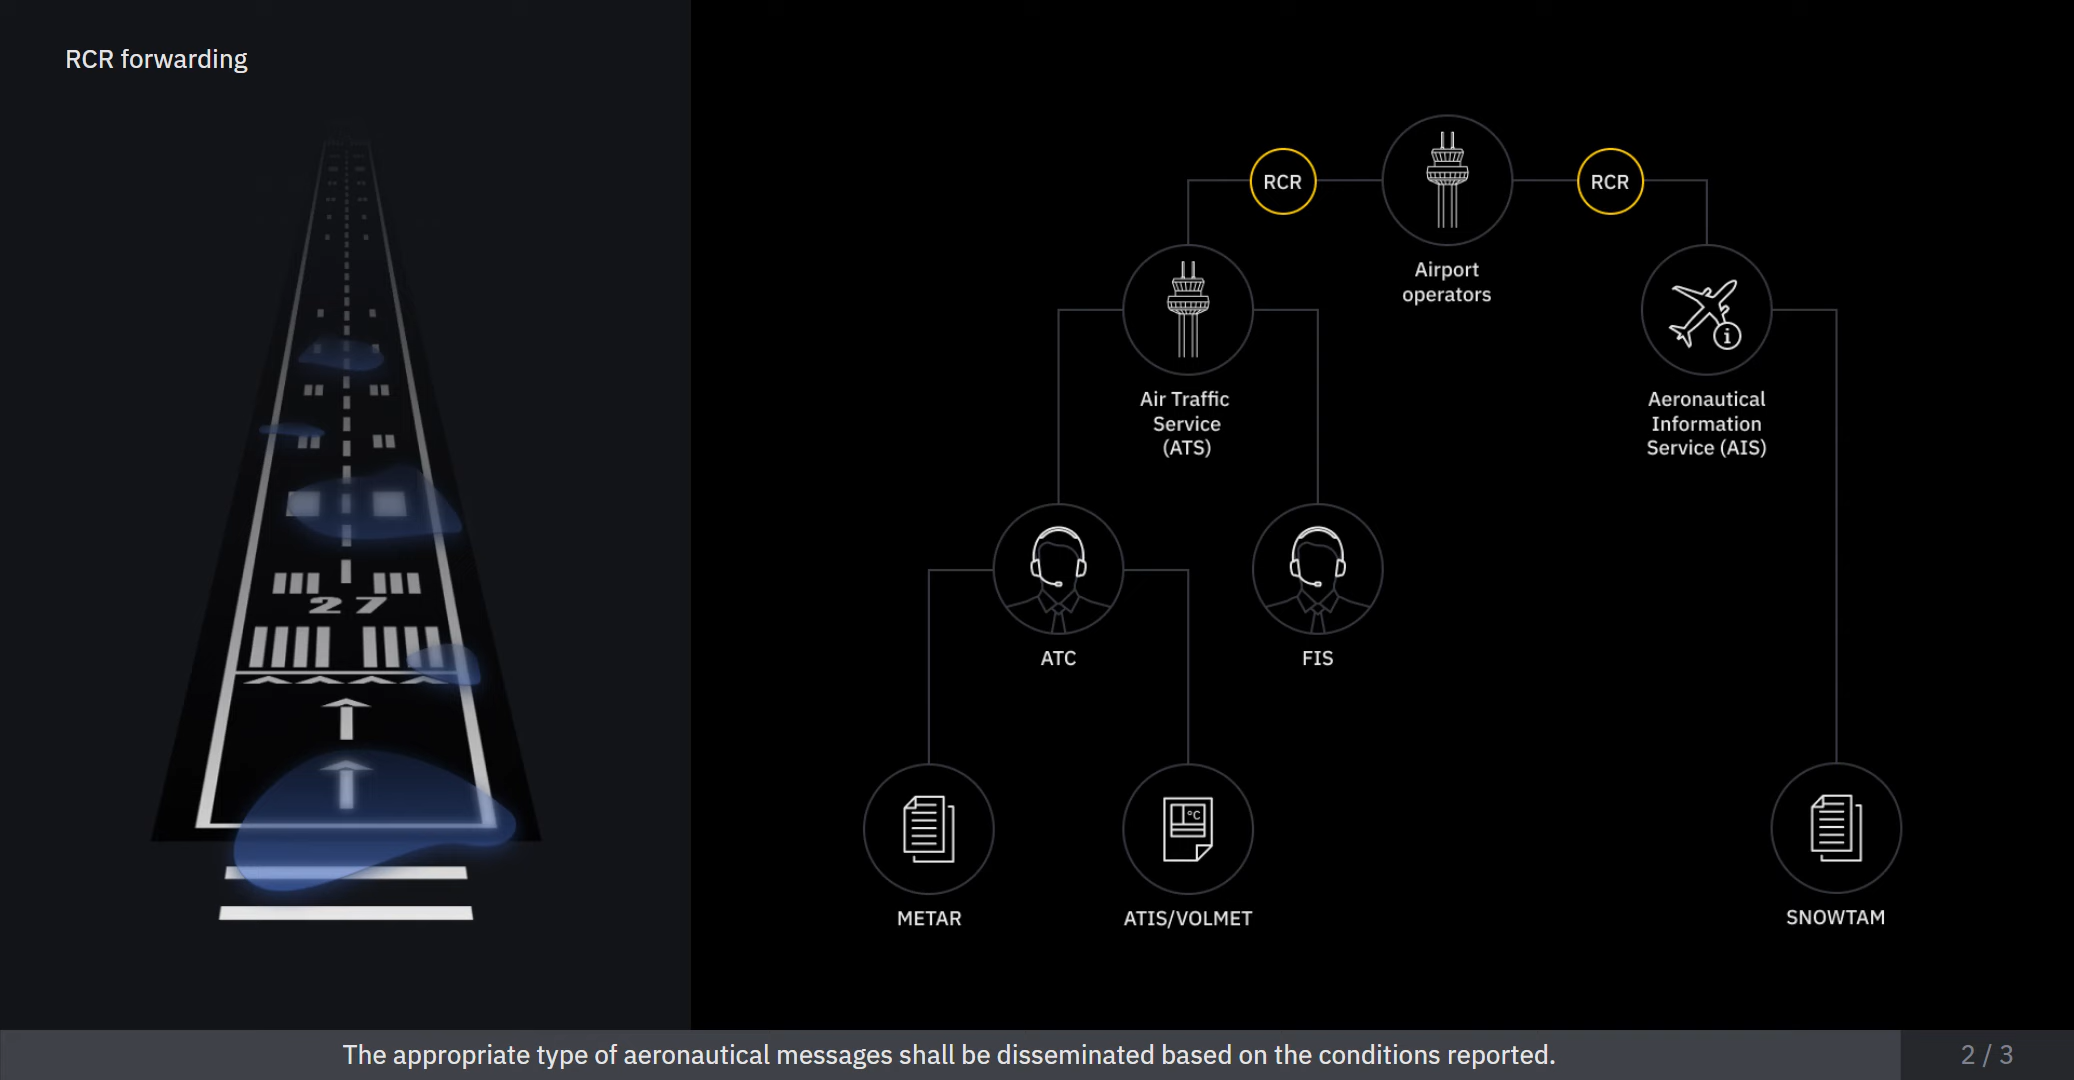 RCR forwarding
27
RCR
RCR
Airport
operators
Air Traffic
Service
(ATS)
Aeronautical
Information
Service (AIS)
i
ATC
FIS
°C
METAR
ATIS/VOLMET
SNOWTAM
The appropriate type of aeronautical messages shall be disseminated based on the conditions reported.
2 / 3